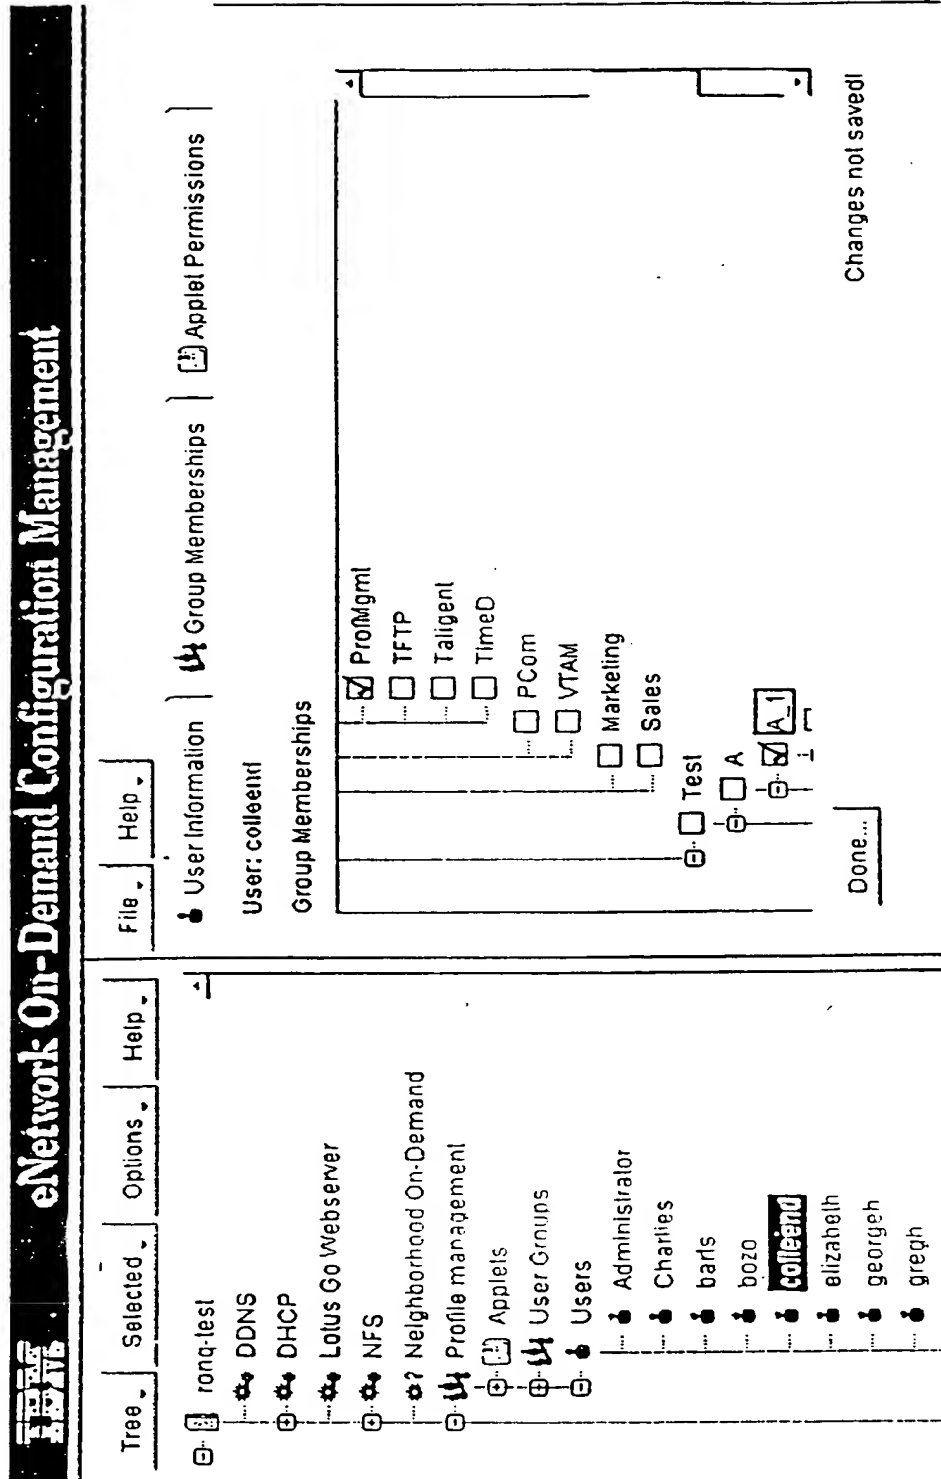 eNetwork On-Demand Configuration Management
Tree Selected Options Help
ronq-test
DDNS
DHCP
Lotus Go Webserver
NFS
Neighborhood On-Demand
Profile management
Applets
User Groups
Users
Administrator
Charlies
barls
bozo
colleend
elizabeth
georgeh
gregh
File Help
User Information Group Memberships Applet Permissions
User: colleend
Group Memberships
ProfMgmt
TFTP
Taligent
TimeD
PCom
VTAM
Marketing
Sales
Test
A
A_1
Done...
Changes not saved!